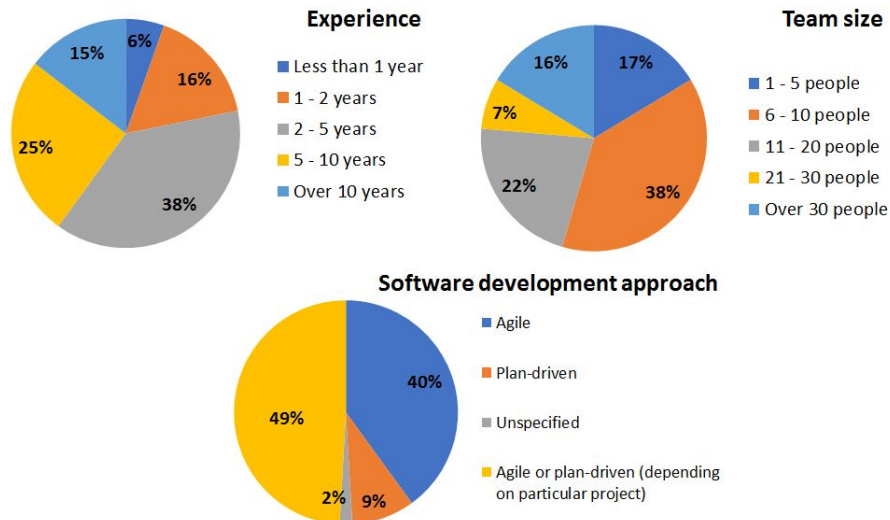 Experience
6%
16%
38%
25%
15%
Less than 1 year
1 - 2 years
2 - 5 years
5 - 10 years
Over 10 years
Team size
17%
38%
22%
7%
16%
1 - 5 people
6 - 10 people
11 - 20 people
21 - 30 people
Over 30 people
Software development approach
40%
9%
2%
49%
Agile
Plan-driven
Unspecified
Agile or plan-driven (depending
on particular project)